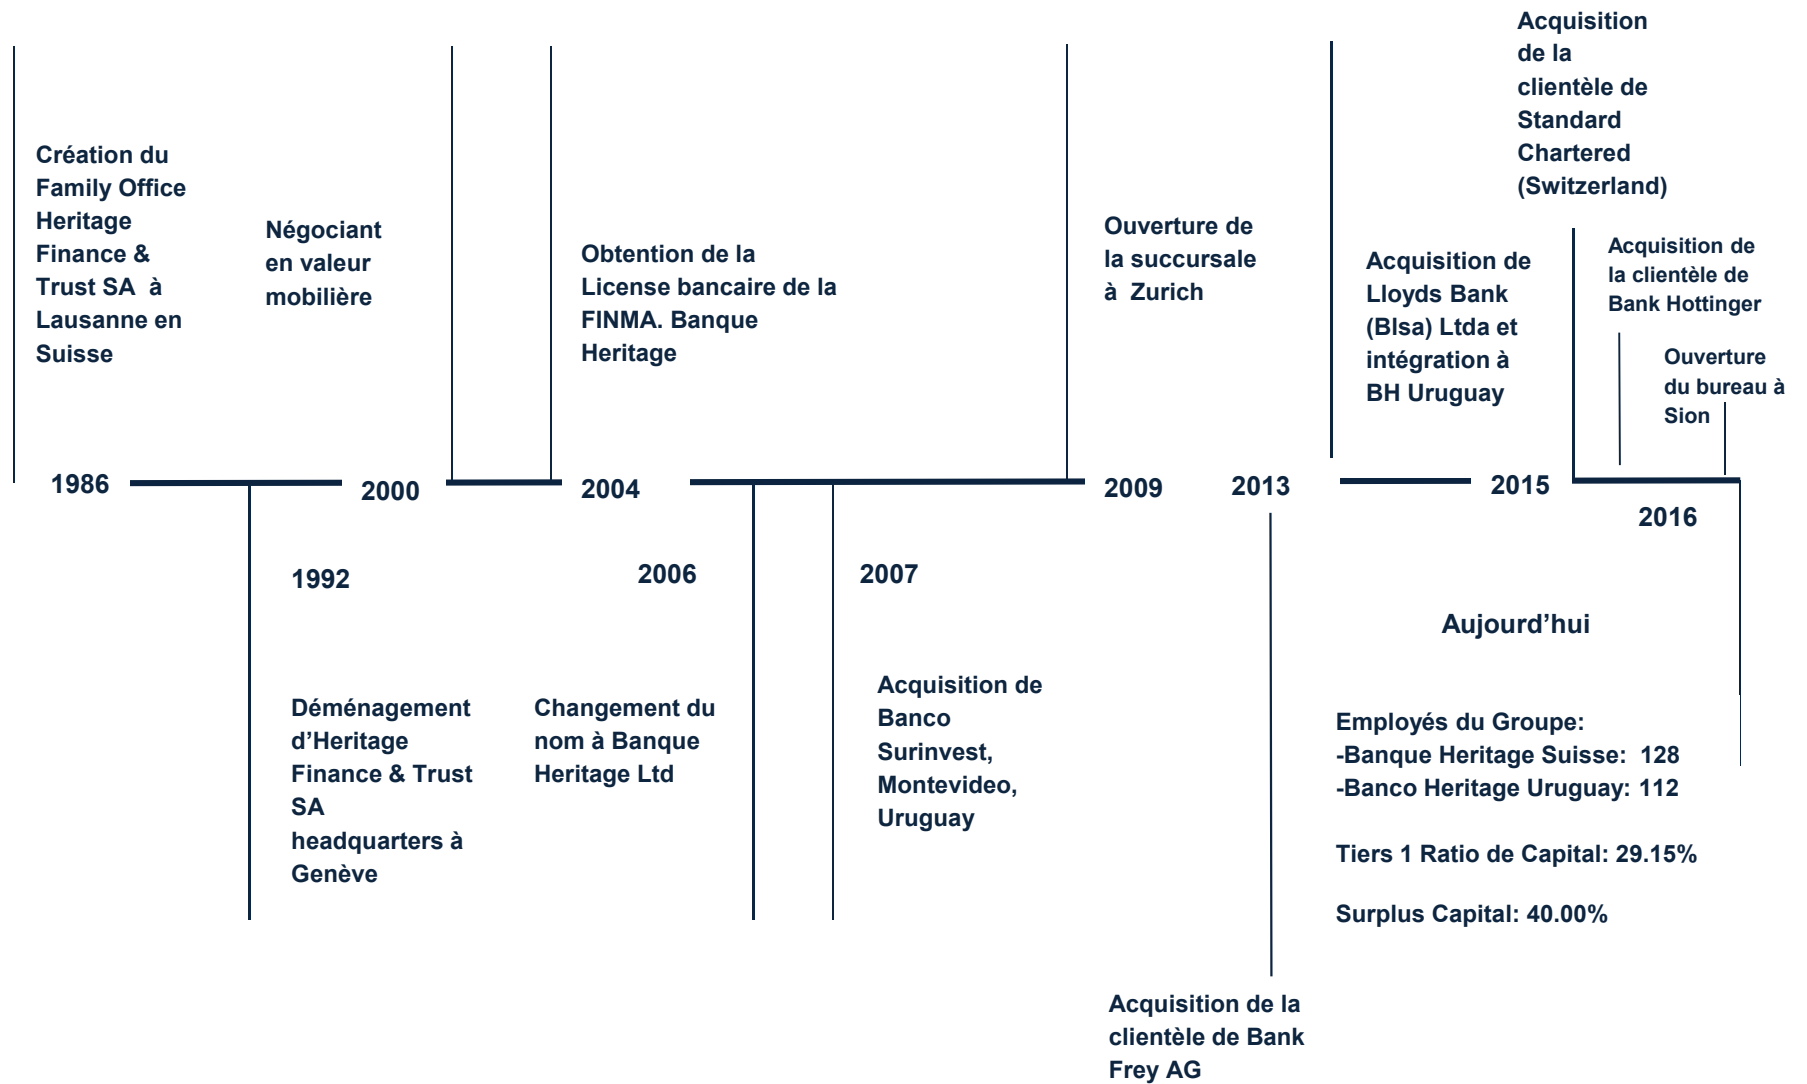 Création du
Family Office
Heritage
Finance &
Trust SA à
Lausanne en
Suisse
Négociant
en valeur
mobilière
Obtention de la
License bancaire de la
FINMA. Banque
Heritage
Ouverture de
la succursale
à Zurich
Acquisition de
Lloyds Bank
(Blsa) Ltda et
intégration à
BH Uruguay
Acquisition
de la
clientèle de
Standard
Chartered
(Switzerland)
Acquisition de
la clientèle de
Bank Hottinger
Ouverture
du bureau à
Sion
1986
2000
2004
2009
2013
2015
2016
1992
2006
2007
Déménagement
d’Heritage
Finance & Trust
SA
headquarters à
Genève
Changement du
nom à Banque
Heritage Ltd
Acquisition de
Banco
Surinvest,
Montevideo,
Uruguay
Acquisition de la
clientèle de Bank
Frey AG
Aujourd’hui
Employés du Groupe:
-Banque Heritage Suisse: 128
-Banco Heritage Uruguay: 112
Tiers 1 Ratio de Capital: 29.15%
Surplus Capital: 40.00%